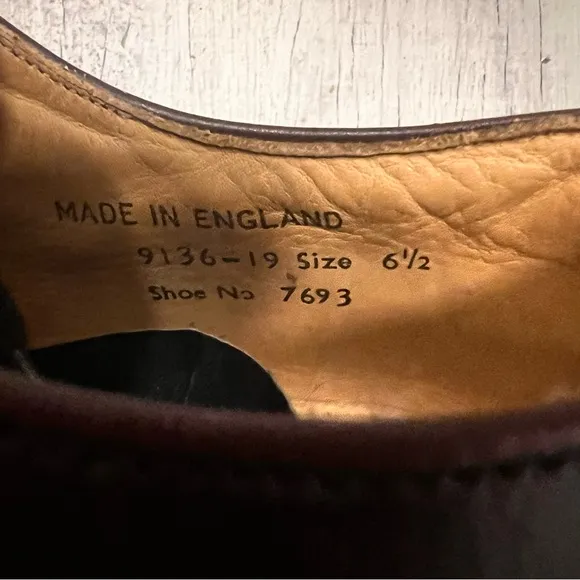 MADE IN ENGLAND
9136-19 Size 6½
Shoe No 7693